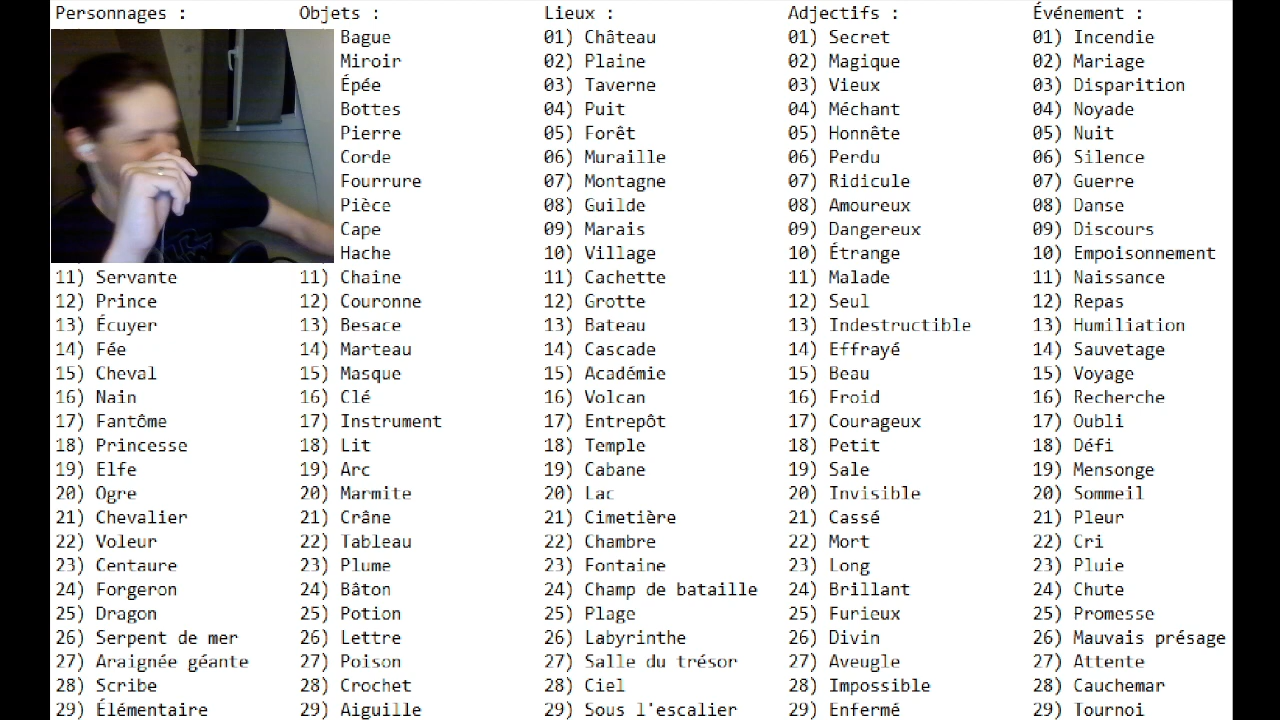 Personnages : Objets : Lieux : Adjectifs : Événement :
Bague 01) Château 01) Secret 01) Incendie
Miroir 02) Plaine 02) Magique 02) Mariage
Épée 03) Taverne 03) Vieux 03) Disparition
Bottes 04) Puit 04) Méchant 04) Noyade
Pierre 05) Forêt 05) Honnête 05) Nuit
Corde 06) Muraille 06) Perdu 06) Silence
Fourrure 07) Montagne 07) Ridicule 07) Guerre
Pièce 08) Guilde 08) Amoureux 08) Danse
Cape 09) Marais 09) Dangereux 09) Discours
Hache 10) Village 10) Étrange 10) Empoisonnement
11) Servante 11) Chaine 11) Cachette 11) Malade 11) Naissance
12) Prince 12) Couronne 12) Grotte 12) Seul 12) Repas
13) Écuyer 13) Besace 13) Bateau 13) Indestructible 13) Humiliation
14) Fée 14) Marteau 14) Cascade 14) Effrayé 14) Sauvetage
15) Cheval 15) Masque 15) Académie 15) Beau 15) Voyage
16) Nain 16) Clé 16) Volcan 16) Froid 16) Recherche
17) Fantôme 17) Instrument 17) Entrepôt 17) Courageux 17) Oubli
18) Princesse 18) Lit 18) Temple 18) Petit 18) Défi
19) Elfe 19) Arc 19) Cabane 19) Sale 19) Mensonge
20) Ogre 20) Marmite 20) Lac 20) Invisible 20) Sommeil
21) Chevalier 21) Crâne 21) Cimetière 21) Cassé 21) Pleur
22) Voleur 22) Tableau 22) Chambre 22) Mort 22) Cri
23) Centaure 23) Plume 23) Fontaine 23) Long 23) Pluie
24) Forgeron 24) Bâton 24) Champ de bataille 24) Brillant 24) Chute
25) Dragon 25) Potion 25) Plage 25) Furieux 25) Promesse
26) Serpent de mer 26) Lettre 26) Labyrinthe 26) Divin 26) Mauvais présage
27) Araignée géante 27) Poison 27) Salle du trésor 27) Aveugle 27) Attente
28) Scribe 28) Crochet 28) Ciel 28) Impossible 28) Cauchemar
29) Élémentaire 29) Aiguille 29) Sous l'escalier 29) Enfermé 29) Tournoi